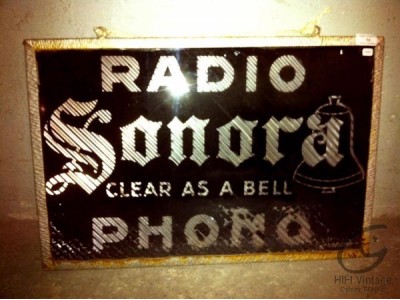 RADIO
Sonora
CLEAR AS A BELL
PHONO
HIFI Vintage